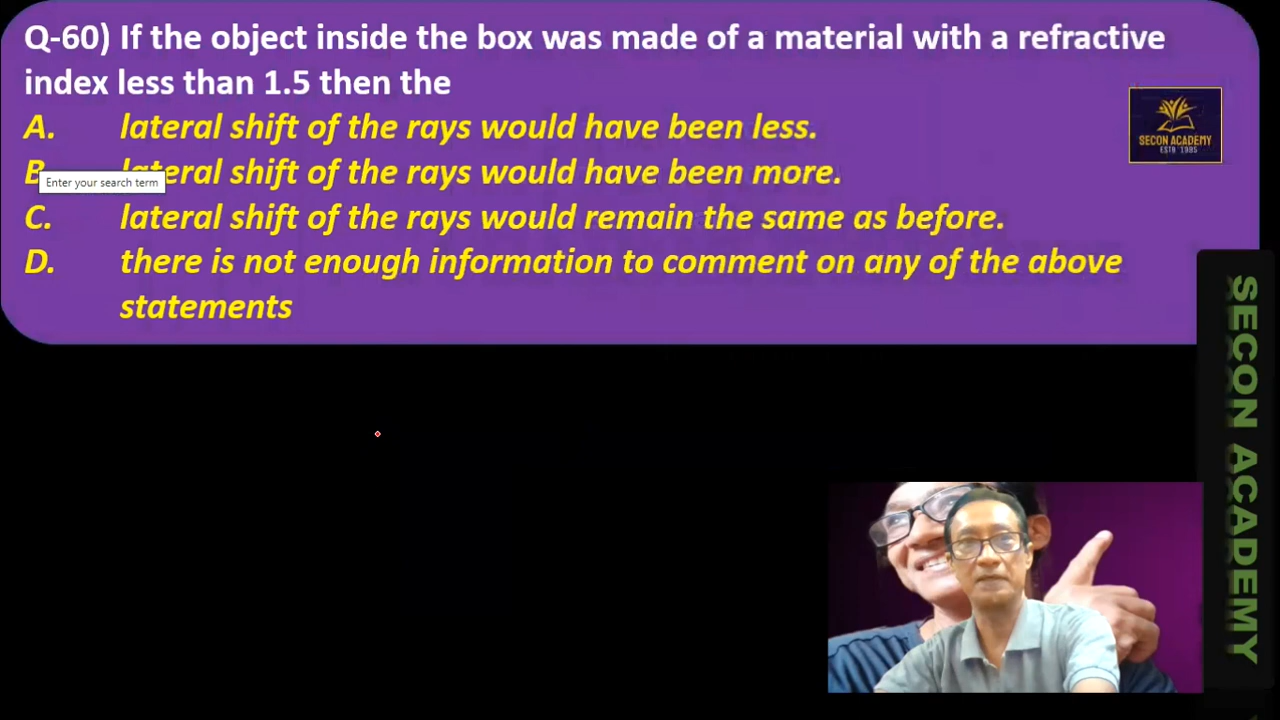 Q-60) If the object inside the box was made of a material with a refractive
index less than 1.5 then the
A. lateral shift of the rays would have been less.
B. lateral shift of the rays would have been more.
Enter your search term
C. lateral shift of the rays would remain the same as before.
D. there is not enough information to comment on any of the above
statements
SECON ACADEMY
ESTD 1985
SECON ACADEMY